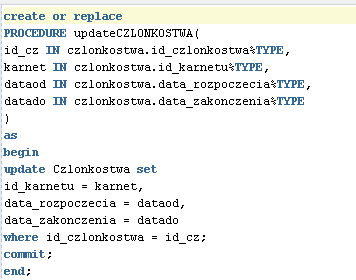 create or replace
PROCEDURE updateCZLONKOSTWA(
id_cz IN czlonkostwa.id_czlonkostwa%TYPE,
karnet IN czlonkostwa.id_karnetu%TYPE,
dataod IN czlonkostwa.data_rozpoczecia%TYPE,
datado IN czlonkostwa.data_zakonczenia%TYPE
)
as
begin
update Czlonkostwa set
id_karnetu = karnet,
data_rozpoczecia = dataod,
data_zakonczenia = datado
where id_czlonkostwa = id_cz;
commit;
end;